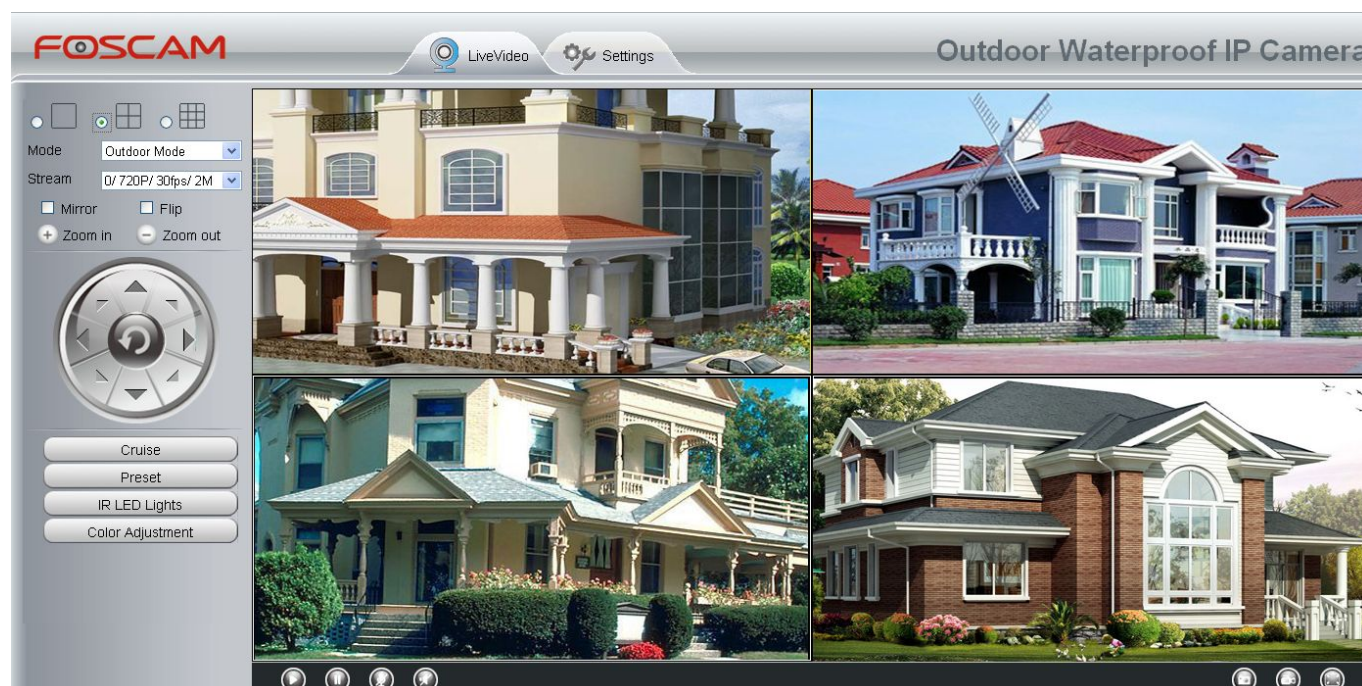 FOSCAM
LiveVideo
Settings
Outdoor Waterproof IP Camera
Mode
Outdoor Mode
Stream
0/ 720P/ 30fps/ 2M
Mirror
Flip
Zoom in
Zoom out
Cruise
Preset
IR LED Lights
Color Adjustment